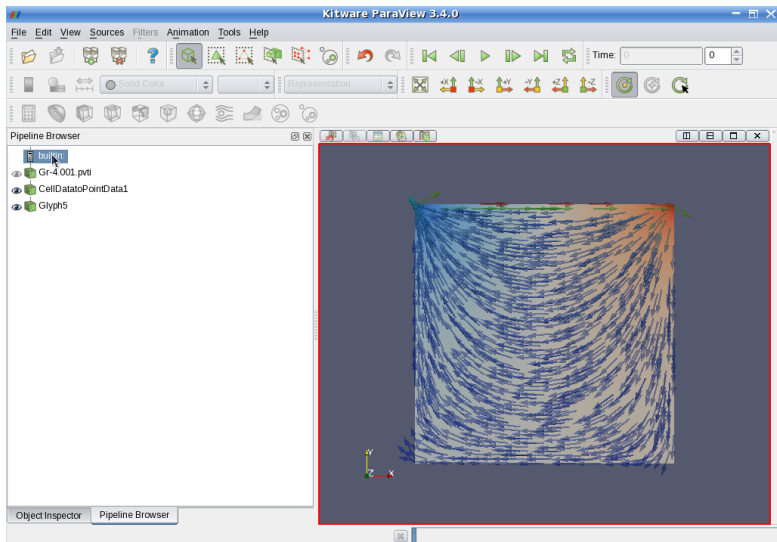 Kitware ParaView 3.4.0
File Edit View Sources Filters Animation Tools Help
Time: 0 0
Solid Color Representation
+X -X +Y -Y +Z -Z
Pipeline Browser
builtin:
Gr-4.001.pvti
CellDatatoPointData1
Glyph5
Y
Z X
Object Inspector Pipeline Browser